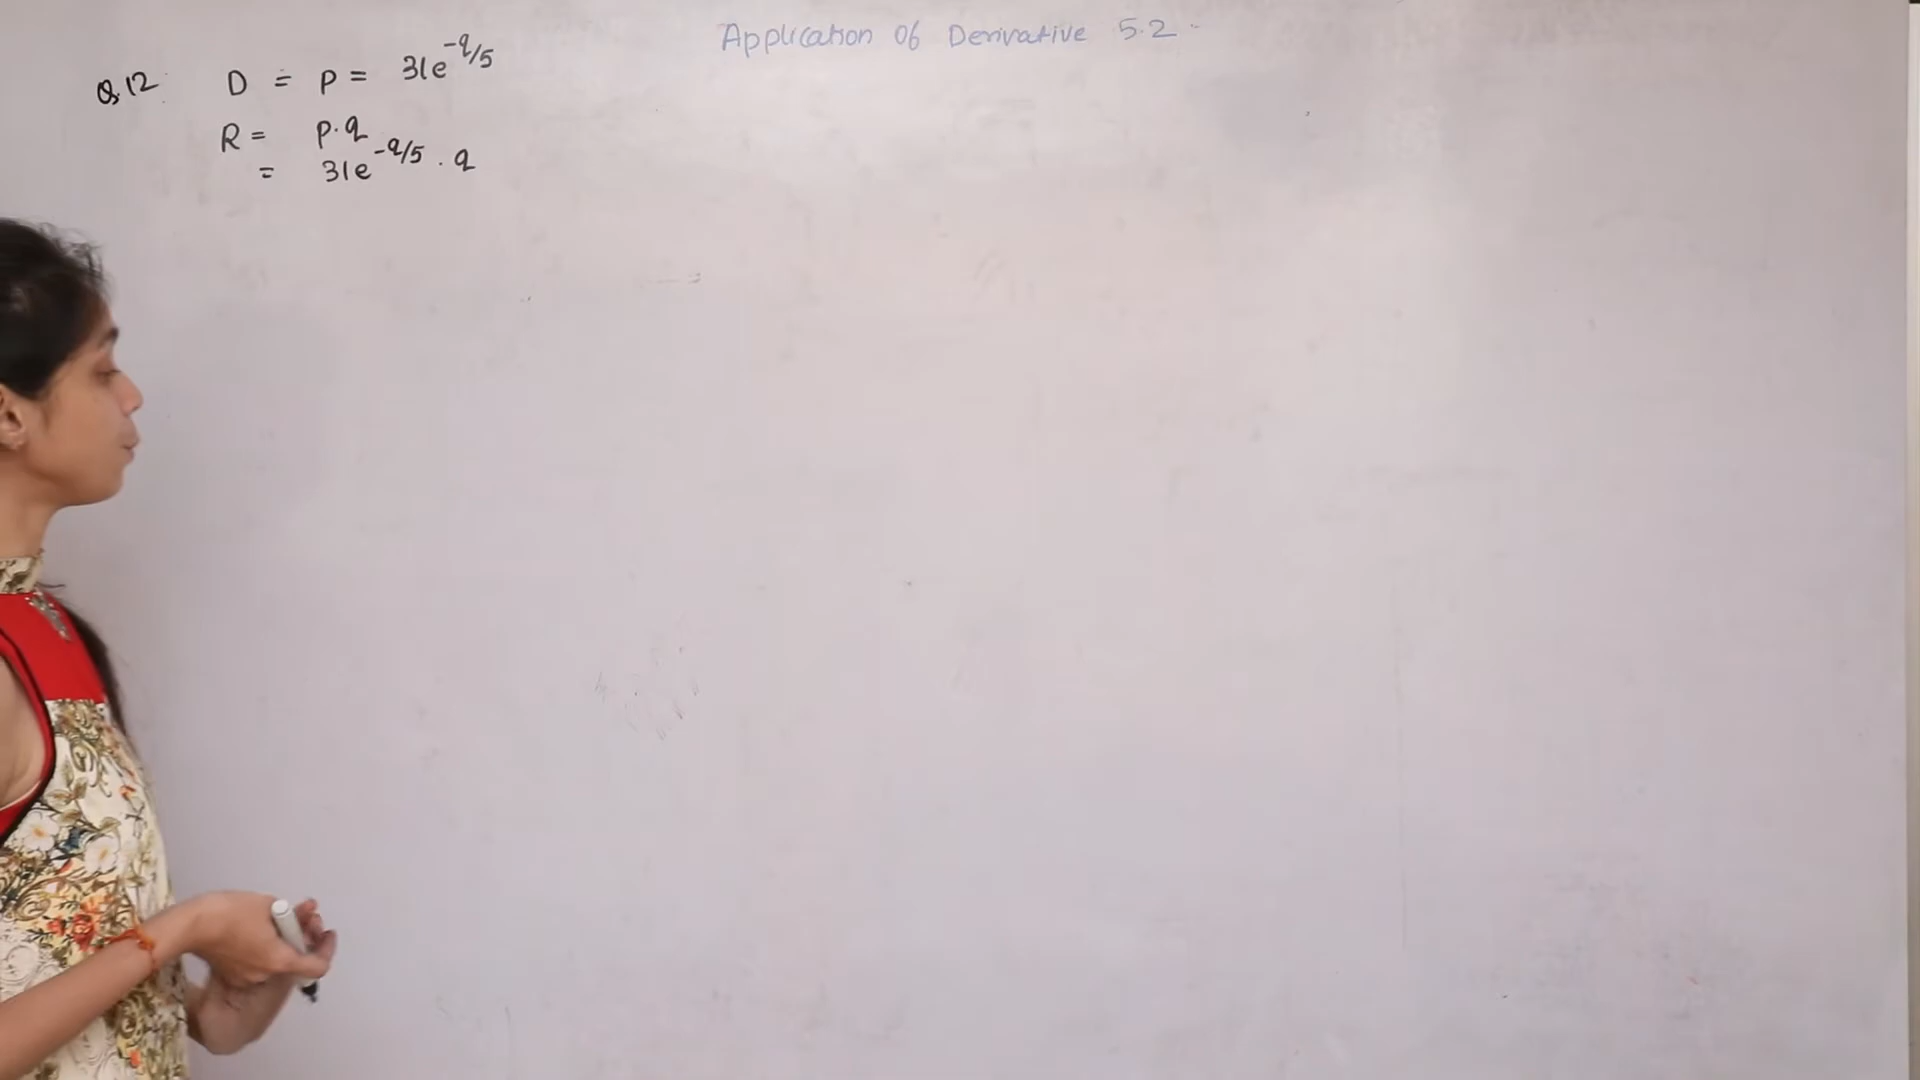 Application of Derivative 5.2
Q.12 D = p = 31e^-q/5
R = p.q
= 31e^-q/5 . q